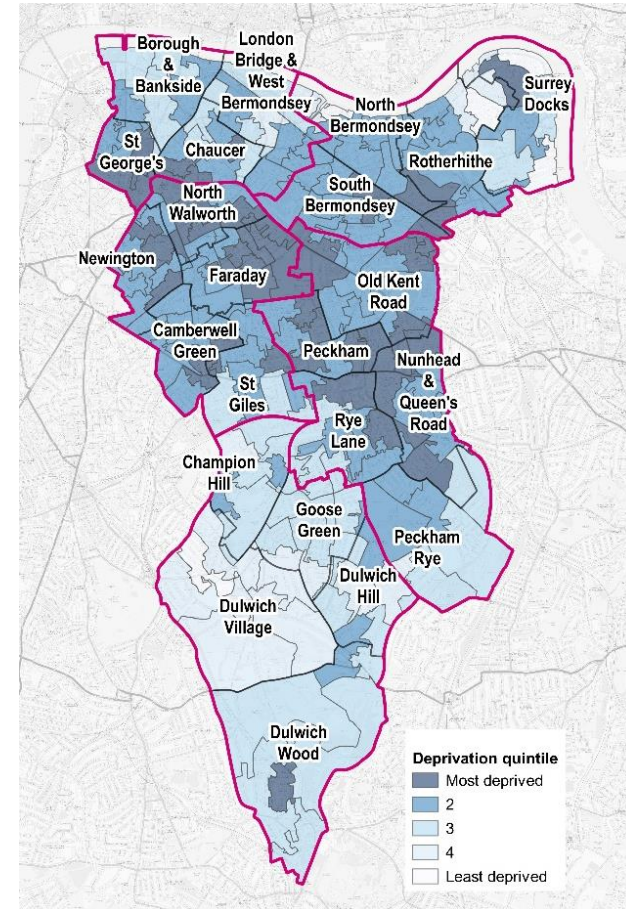 Borough
&
Bankside
London
Bridge &
West
Bermondsey
North
Bermondsey
Surrey
Docks
St
George's
Chaucer
Rotherhithe
South
Bermondsey
North
Walworth
Newington
Faraday
Old Kent
Road
Camberwell
Green
Peckham
Nunhead
&
Queen's
Road
St
Giles
Rye
Lane
Champion
Hill
Goose
Green
Peckham
Rye
Dulwich
Hill
Dulwich
Village
Dulwich
Wood
Deprivation quintile
Most deprived
2
3
4
Least deprived